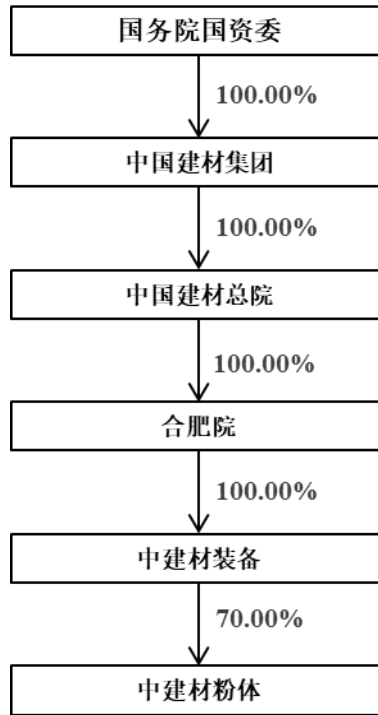 国务院国资委
100.00%
中国建材集团
100.00%
中国建材总院
100.00%
合肥院
100.00%
中建材装备
70.00%
中建材粉体